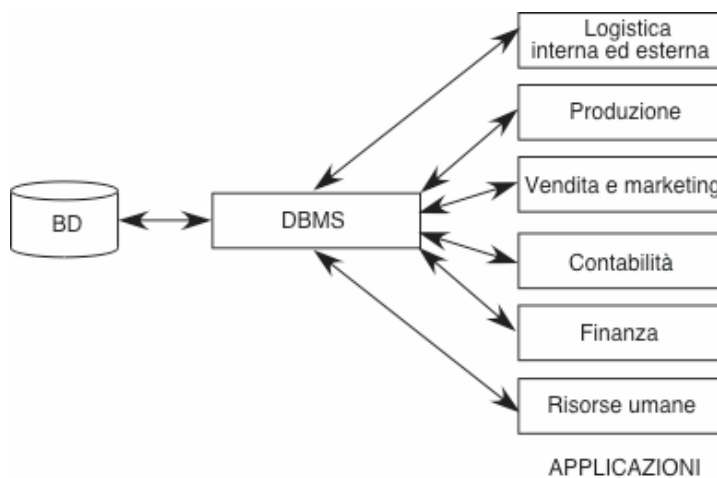 Logistica
interna ed esterna
Produzione
Vendita e marketing
BD
DBMS
Contabilità
Finanza
Risorse umane
APPLICAZIONI